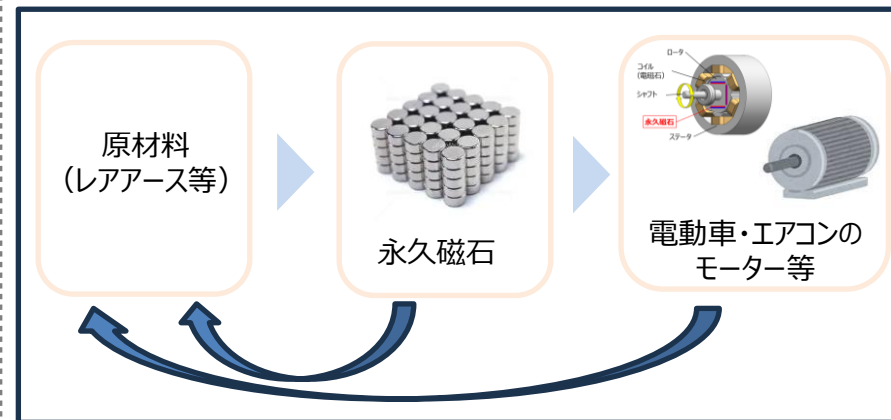 原材料
（レアアース等）
永久磁石
ロータ
コイル
(電磁石)
シャフト
永久磁石
ステータ
電動車・エアコンの
モーター等